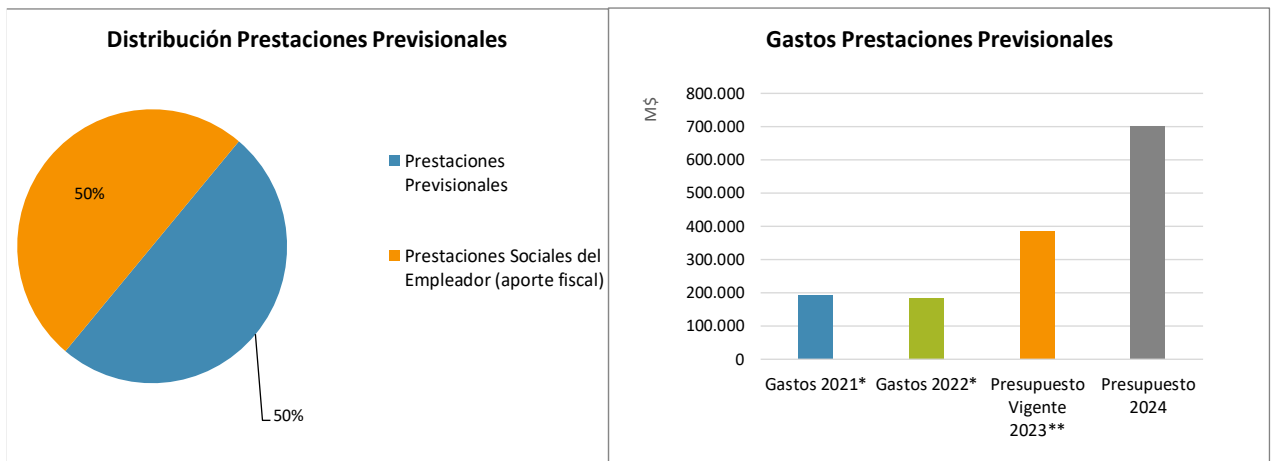 Distribución Prestaciones Previsionales
50%
50%
Prestaciones
Previsionales
Prestaciones Sociales del
Empleador (aporte fiscal)
Gastos Prestaciones Previsionales
M$
800.000
700.000
600.000
500.000
400.000
300.000
200.000
100.000
0
Gastos 2021*
Gastos 2022*
Presupuesto
Vigente
2023**
Presupuesto
2024